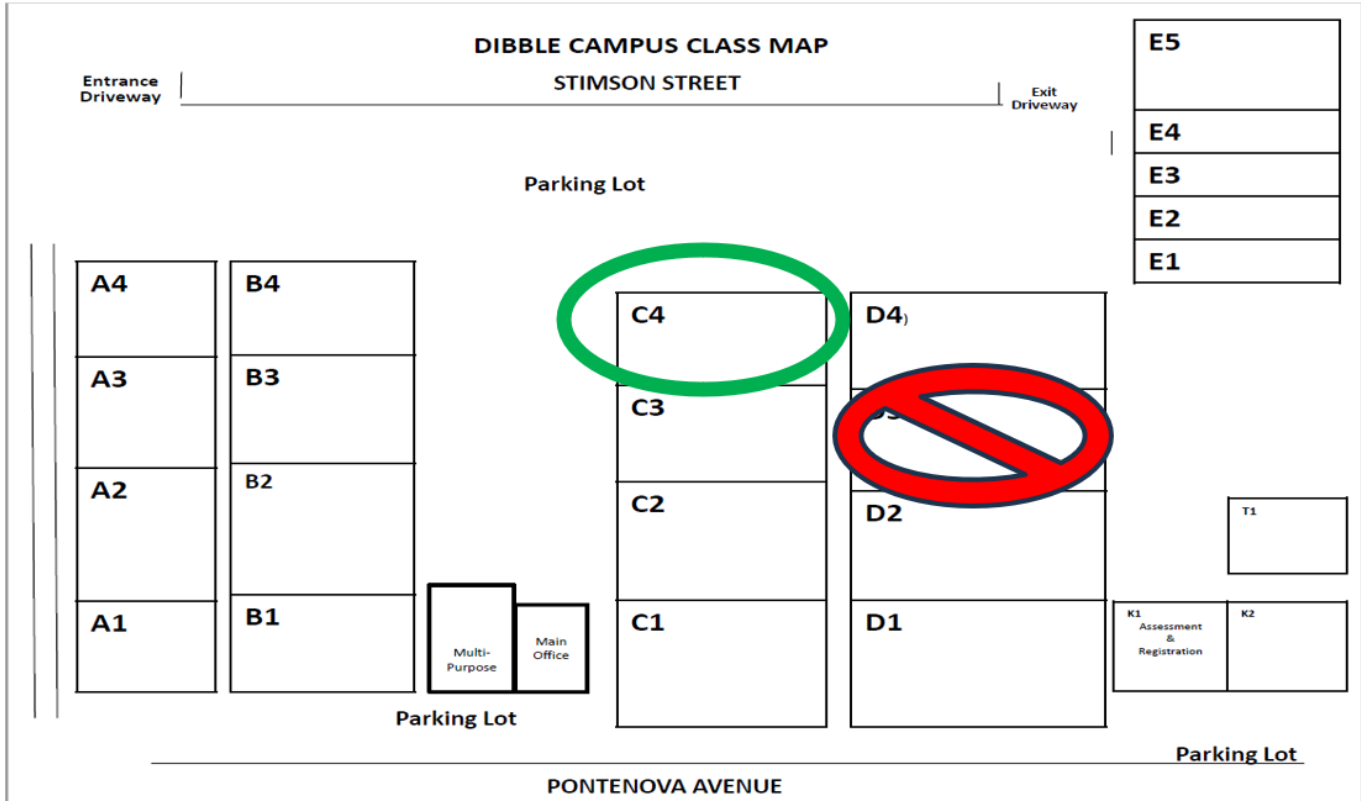 DIBBLE CAMPUS CLASS MAP
STIMSON STREET
Entrance
Driveway
Exit
Driveway
Parking Lot
E5
E4
E3
E2
E1
A4
A3
A2
A1
B4
B3
B2
B1
Multi-
Purpose
Main
Office
C4
C3
C2
C1
D4)
D2
D1
T1
K1
Assessment
&
Registration
K2
Parking Lot
Parking Lot
PONTENOVA AVENUE